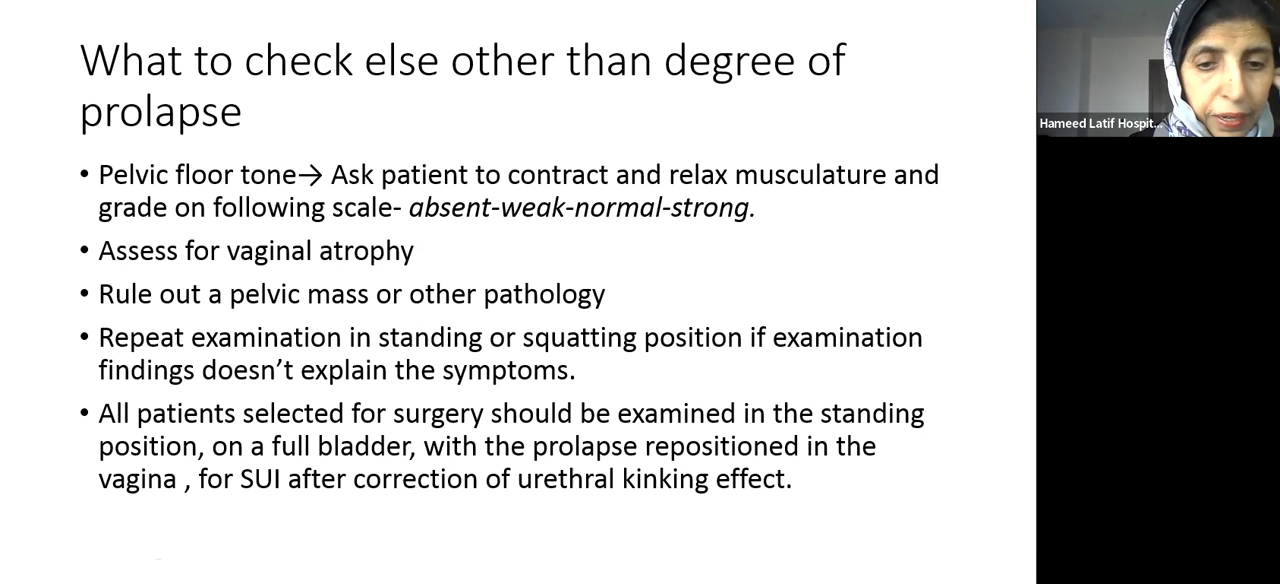 What to check else other than degree of
prolapse
• Pelvic floor tone→ Ask patient to contract and relax musculature and
grade on following scale- absent-weak-normal-strong.
• Assess for vaginal atrophy
• Rule out a pelvic mass or other pathology
• Repeat examination in standing or squatting position if examination
findings doesn’t explain the symptoms.
• All patients selected for surgery should be examined in the standing
position, on a full bladder, with the prolapse repositioned in the
vagina , for SUI after correction of urethral kinking effect.
Hameed Latif Hospit...